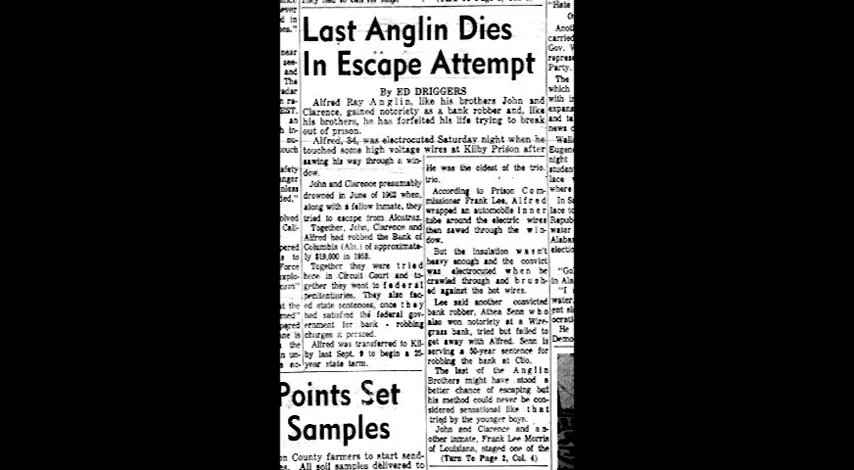 Last Anglin Dies
In Escape Attempt
By ED DRIGGERS
Alfred Ray Anglin, like his brothers John and
Clarence, gained notoriety as a bank robber and, like
his brothers, he has forfeited his life trying to break
out of prison.
Alfred, 34, was electrocuted Saturday night when he
touched some high voltage wires at Kilby Prison after
sawing his way through a win-
dow.
John and Clarence presumably
drowned in June of 1962 when,
along with a fellow inmate, they
tried to escape from Alcatraz.
Together, John, Clarence and
Alfred had robbed the Bank of
Columbia (Ala.) of approximate-
ly $19,000 in 1958.
Together they were tried
here in Circuit Court and to-
gether they went to federal
penitentiaries. They also fac-
ed state sentences, once they
had satisfied the federal gov-
ernment for bank - robbing
charges it pressed.
Alfred was transferred to Kil-
by last Sept. 9 to begin a 25-
year state term.
He was the oldest of the trio.
trio.
According to Prison Com-
missioner Frank Lee, Alfred
wrapped an automobile inner
tube around the electric wires
then sawed through the win-
dow.
But the insulation wasn't
heavy enough and the convict
was electrocuted when he
crawled through and brush-
ed against the hot wires.
Lee said another convicted
bank robber, Athea Senn who
also won notoriety at a Wire-
grass bank, tried but failed to
get away with Alfred. Senn is
serving a 50-year sentence for
robbing the bank at Clio.
The last of the Anglin
Brothers might have stood a
better chance of escaping but
his method could never be con-
sidered sensational like that
tried by the younger boys.
John and Clarence and an-
other inmate, Frank Lee Morris
of Louisiana, staged one of the
(Turn To Page 2, Col. 4)
Points Set
Samples
on County farmers to start send-
es. All soil samples delivered to